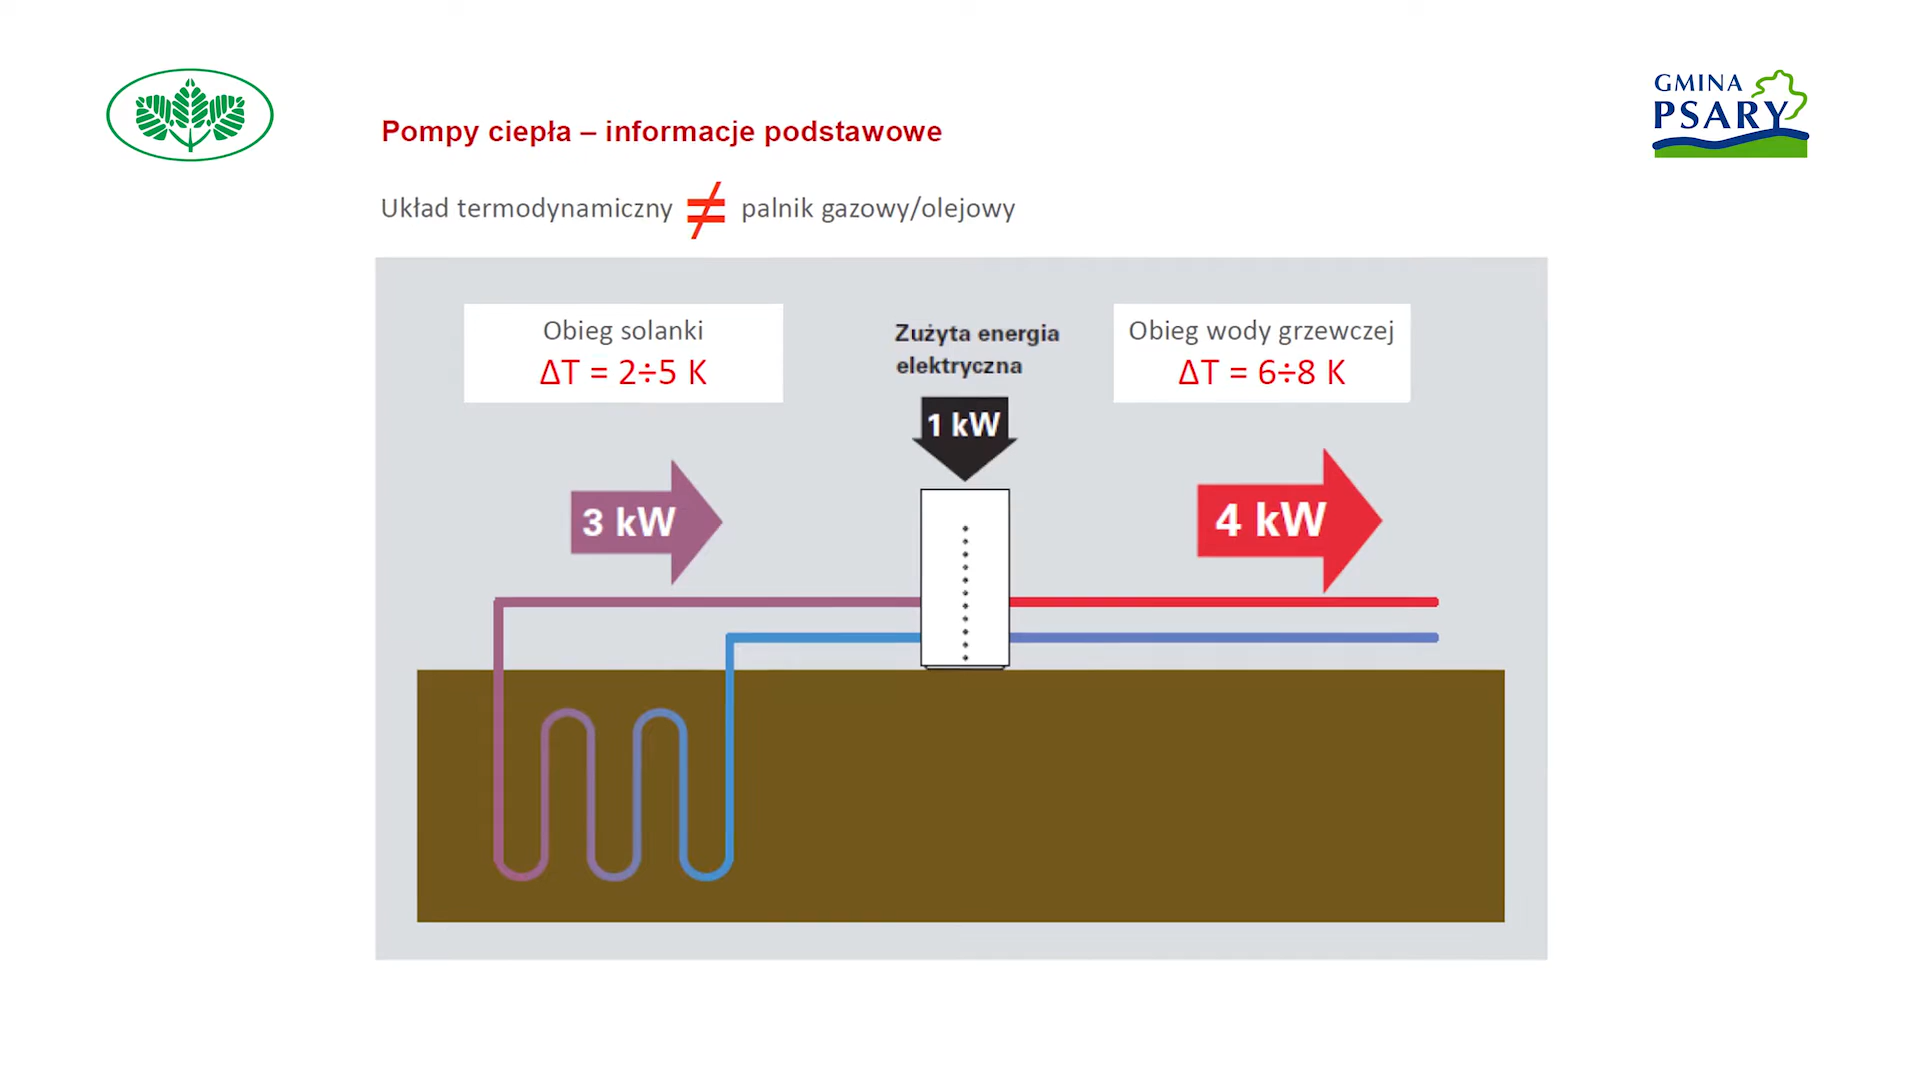 GMINA
PSARY
Pompy ciepła – informacje podstawowe
Układ termodynamiczny ≠ palnik gazowy/olejowy
Obieg solanki
ΔT = 2÷5 K
Zużyta energia
elektryczna
1 kW
Obieg wody grzewczej
ΔT = 6÷8 K
3 kW
4 kW